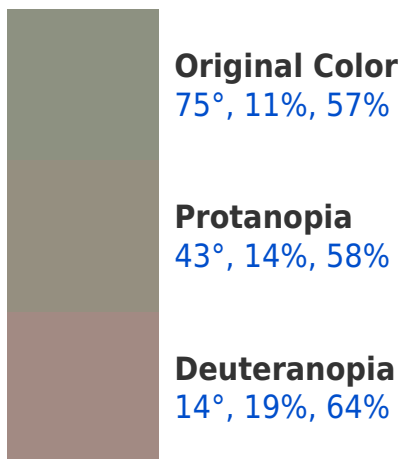 Original Color
75°, 11%, 57%
Protanopia
43°, 14%, 58%
Deuteranopia
14°, 19%, 64%